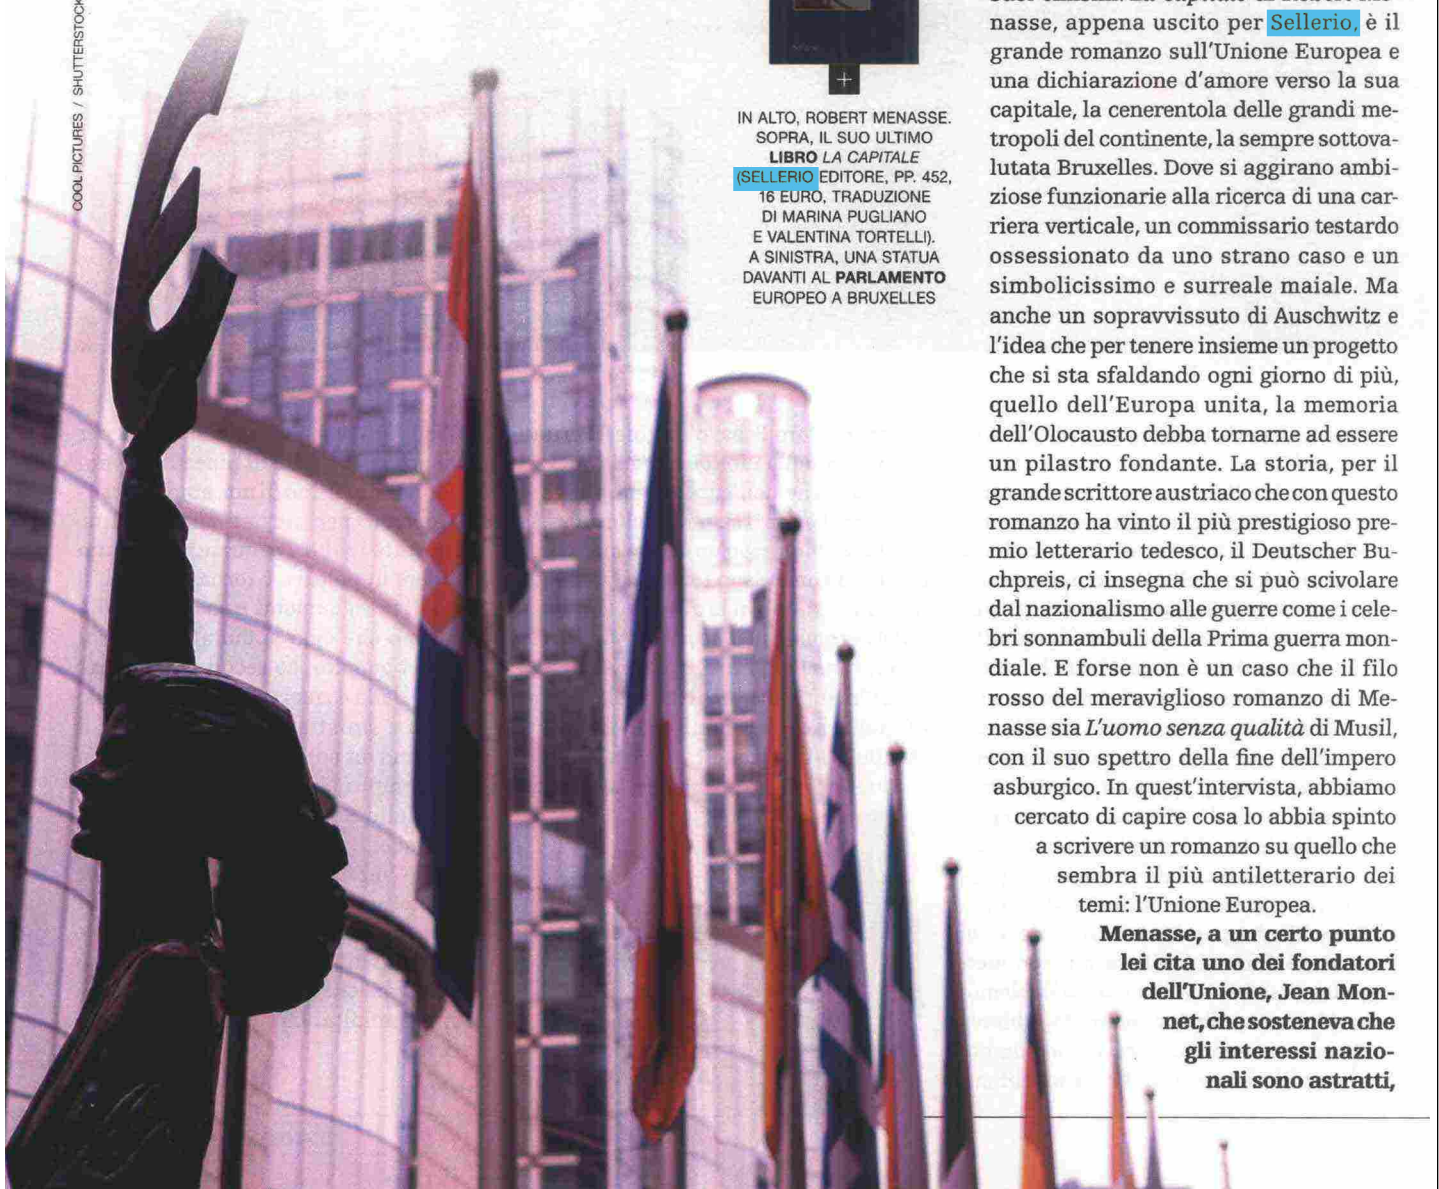 COOL PICTURES / SHUTTERSTOCK
IN ALTO, ROBERT MENASSE.
SOPRA, IL SUO ULTIMO
LIBRO LA CAPITALE
(SELLERIO EDITORE, PP. 452,
16 EURO, TRADUZIONE
DI MARINA PUGLIANO
E VALENTINA TORTELLI).
A SINISTRA, UNA STATUA
DAVANTI AL PARLAMENTO
EUROPEO A BRUXELLES
nasse, appena uscito per Sellerio, è il
grande romanzo sull'Unione Europea e
una dichiarazione d'amore verso la sua
capitale, la cenerentola delle grandi me-
tropoli del continente, la sempre sottova-
lutata Bruxelles. Dove si aggirano ambi-
ziose funzionarie alla ricerca di una car-
riera verticale, un commissario testardo
ossessionato da uno strano caso e un
simbolicissimo e surreale maiale. Ma
anche un sopravvissuto di Auschwitz e
l'idea che per tenere insieme un progetto
che si sta sfaldando ogni giorno di più,
quello dell'Europa unita, la memoria
dell'Olocausto debba tornarne ad essere
un pilastro fondante. La storia, per il
grande scrittore austriaco che con questo
romanzo ha vinto il più prestigioso pre-
mio letterario tedesco, il Deutscher Bu-
chpreis, ci insegna che si può scivolare
dal nazionalismo alle guerre come i cele-
bri sonnambuli della Prima guerra mon-
diale. E forse non è un caso che il filo
rosso del meraviglioso romanzo di Me-
nasse sia L'uomo senza qualità di Musil,
con il suo spettro della fine dell'impero
asburgico. In quest'intervista, abbiamo
cercato di capire cosa lo abbia spinto
a scrivere un romanzo su quello che
sembra il più antiletterario dei
temi: l'Unione Europea.
Menasse, a un certo punto
lei cita uno dei fondatori
dell'Unione, Jean Mon-
net, che sosteneva che
gli interessi nazio-
nali sono astratti,